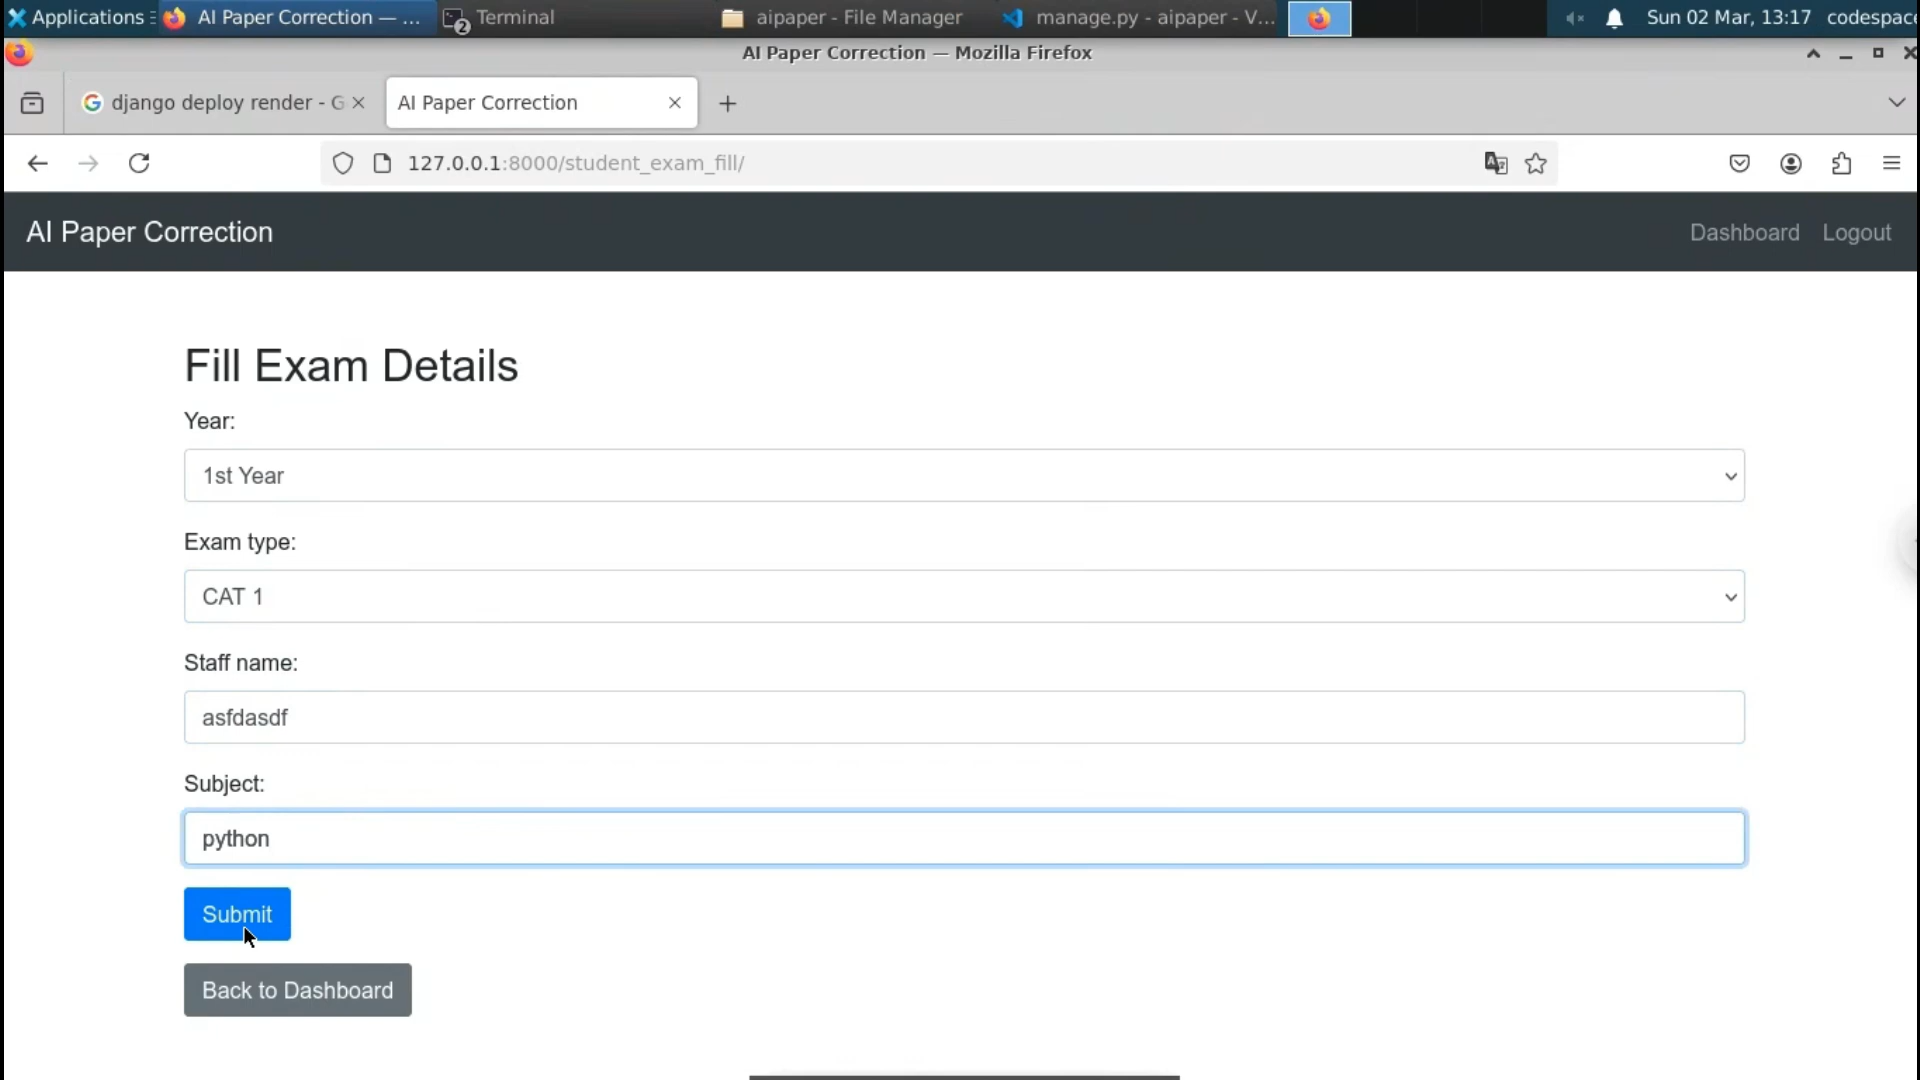 Applications AI Paper Correction — ... 2 Terminal aipaper - File Manager manage.py - aipaper - V... Sun 02 Mar, 13:17 codespac
AI Paper Correction — Mozilla Firefox
django deploy render - G AI Paper Correction
127.0.0.1:8000/student_exam_fill/
AI Paper Correction Dashboard Logout
Fill Exam Details
Year:
1st Year
Exam type:
CAT 1
Staff name:
asfdasdf
Subject:
python
Submit
Back to Dashboard